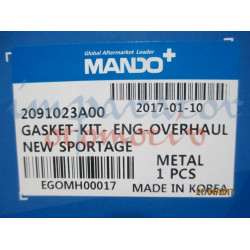 Global Aftermarket Leader
MANDO+
2091023A00 2017-01-10
GASKET-KIT, ENG-OVERHAUL
NEW SPORTAGE
METAL
1 PCS
EGOMH00017 MADE IN KOREA